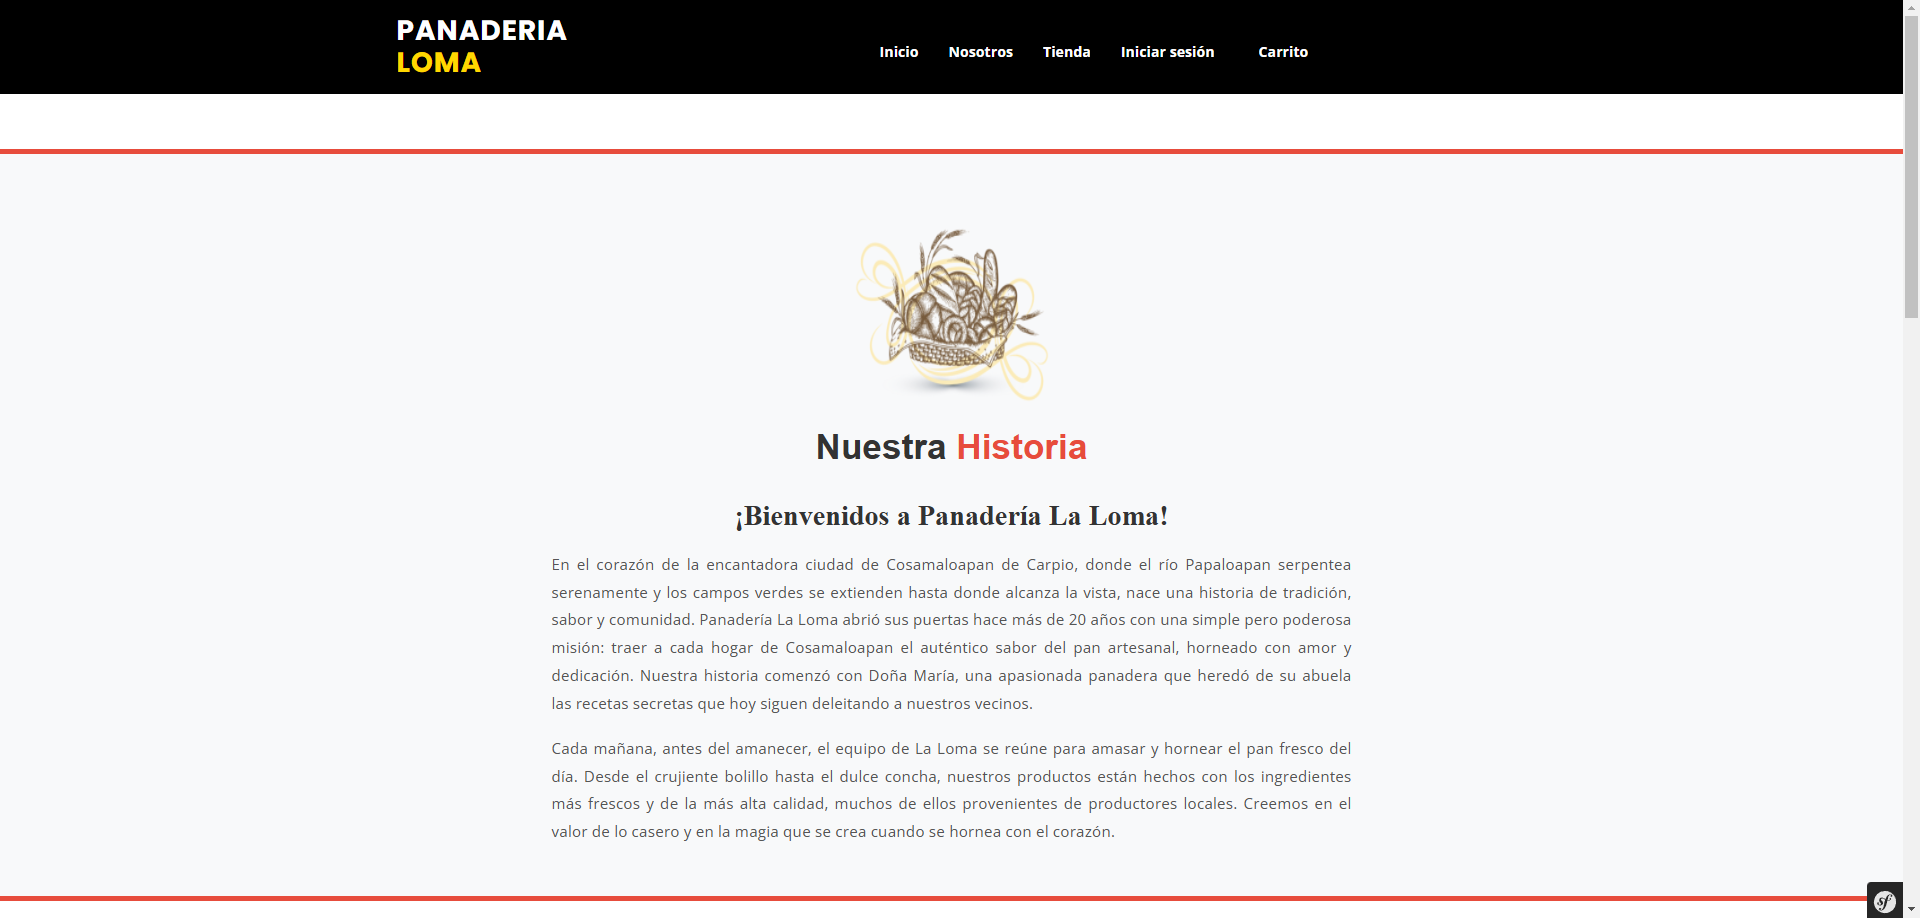 PANADERIA
LOMA
Inicio Nosotros Tienda Iniciar sesión Carrito
Nuestra Historia
¡Bienvenidos a Panadería La Loma!
En el corazón de la encantadora ciudad de Cosamaloapan de Carpio, donde el río Papaloapan serpentea
serenamente y los campos verdes se extienden hasta donde alcanza la vista, nace una historia de tradición,
sabor y comunidad. Panadería La Loma abrió sus puertas hace más de 20 años con una simple pero poderosa
misión: traer a cada hogar de Cosamaloapan el auténtico sabor del pan artesanal, horneado con amor y
dedicación. Nuestra historia comenzó con Doña María, una apasionada panadera que heredó de su abuela
las recetas secretas que hoy siguen deleitando a nuestros vecinos.
Cada mañana, antes del amanecer, el equipo de La Loma se reúne para amasar y hornear el pan fresco del
día. Desde el crujiente bolillo hasta el dulce concha, nuestros productos están hechos con los ingredientes
más frescos y de la más alta calidad, muchos de ellos provenientes de productores locales. Creemos en el
valor de lo casero y en la magia que se crea cuando se hornea con el corazón.
sf